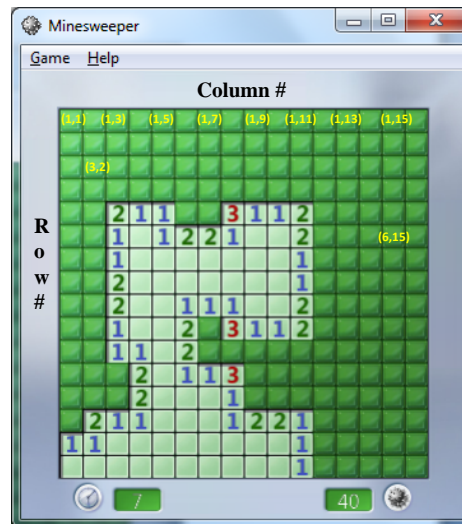 Minesweeper
Game Help
Column #
(1,1) (1,3) (1,5) (1,7) (1,9) (1,11) (1,13) (1,15)
(3,2)
2 1 1 3 1 1 2
R
o
w
#
1 1 2 2 1 2 (6,15)
1 1
2 1
2 1 1 1 2
1 2 3 1 1 2
1 1 2
2 1 1 3
2 1
2 1 1 1 2 2 1
1 1 1
1
40